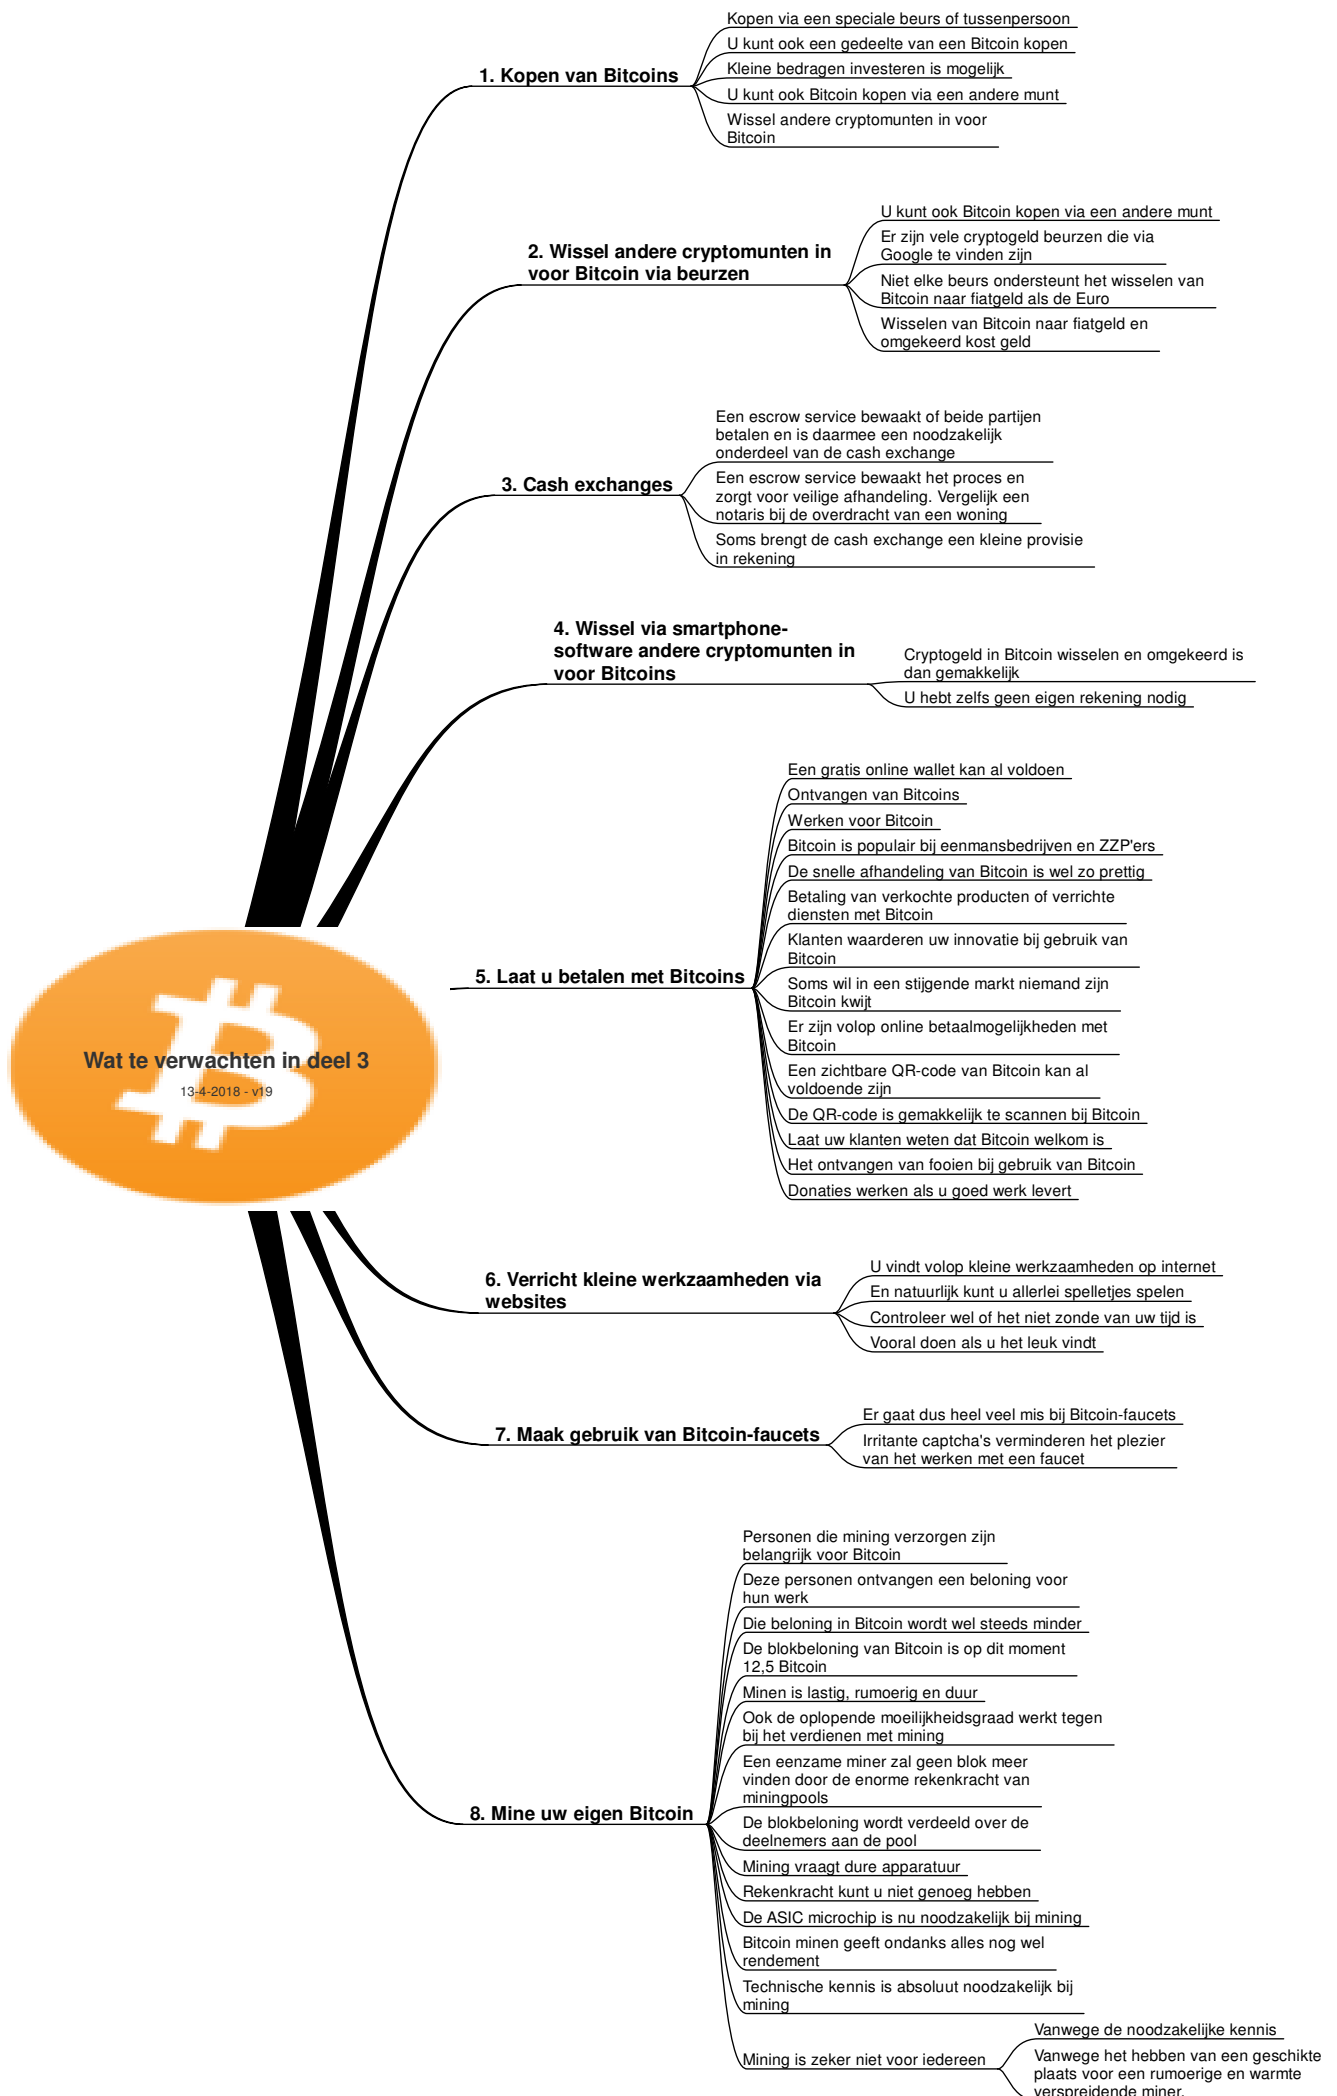 Wat te verwachten in deel 3
13-4-2018 - v19
1. Kopen van Bitcoins
Kopen via een speciale beurs of tussenpersoon
U kunt ook een gedeelte van een Bitcoin kopen
Kleine bedragen investeren is mogelijk
U kunt ook Bitcoin kopen via een andere munt
Wissel andere cryptomunten in voor
Bitcoin
2. Wissel andere cryptomunten in
voor Bitcoin via beurzen
U kunt ook Bitcoin kopen via een andere munt
Er zijn vele cryptogeld beurzen die via
Google te vinden zijn
Niet elke beurs ondersteunt het wisselen van
Bitcoin naar fiatgeld als de Euro
Wisselen van Bitcoin naar fiatgeld en
omgekeerd kost geld
3. Cash exchanges
Een escrow service bewaakt of beide partijen
betalen en is daarmee een noodzakelijk
onderdeel van de cash exchange
Een escrow service bewaakt het proces en
zorgt voor veilige afhandeling. Vergelijk een
notaris bij de overdracht van een woning
Soms brengt de cash exchange een kleine provisie
in rekening
4. Wissel via smartphone-
software andere cryptomunten in
voor Bitcoins
Cryptogeld in Bitcoin wisselen en omgekeerd is
dan gemakkelijk
U hebt zelfs geen eigen rekening nodig
5. Laat u betalen met Bitcoins
Een gratis online wallet kan al voldoen
Ontvangen van Bitcoins
Werken voor Bitcoin
Bitcoin is populair bij eenmansbedrijven en ZZP'ers
De snelle afhandeling van Bitcoin is wel zo prettig
Betaling van verkochte producten of verrichte
diensten met Bitcoin
Klanten waarderen uw innovatie bij gebruik van
Bitcoin
Soms wil in een stijgende markt niemand zijn
Bitcoin kwijt
Er zijn volop online betaalmogelijkheden met
Bitcoin
Een zichtbare QR-code van Bitcoin kan al
voldoende zijn
De QR-code is gemakkelijk te scannen bij Bitcoin
Laat uw klanten weten dat Bitcoin welkom is
Het ontvangen van fooien bij gebruik van Bitcoin
Donaties werken als u goed werk levert
6. Verricht kleine werkzaamheden via
websites
U vindt volop kleine werkzaamheden op internet
En natuurlijk kunt u allerlei spelletjes spelen
Controleer wel of het niet zonde van uw tijd is
Vooral doen als u het leuk vindt
7. Maak gebruik van Bitcoin-faucets
Er gaat dus heel veel mis bij Bitcoin-faucets
Irritante captcha's verminderen het plezier
van het werken met een faucet
8. Mine uw eigen Bitcoin
Personen die mining verzorgen zijn
belangrijk voor Bitcoin
Deze personen ontvangen een beloning voor
hun werk
Die beloning in Bitcoin wordt wel steeds minder
De blokbeloning van Bitcoin is op dit moment
12,5 Bitcoin
Minen is lastig, rumoerig en duur
Ook de oplopende moeilijkheidsgraad werkt tegen
bij het verdienen met mining
Een eenzame miner zal geen blok meer
vinden door de enorme rekenkracht van
miningpools
De blokbeloning wordt verdeeld over de
deelnemers aan de pool
Mining vraagt dure apparatuur
Rekenkracht kunt u niet genoeg hebben
De ASIC microchip is nu noodzakelijk bij mining
Bitcoin minen geeft ondanks alles nog wel
rendement
Technische kennis is absoluut noodzakelijk bij
mining
Mining is zeker niet voor iedereen
Vanwege de noodzakelijke kennis
Vanwege het hebben van een geschikte
plaats voor een rumoerige en warmte
verspreidende miner.